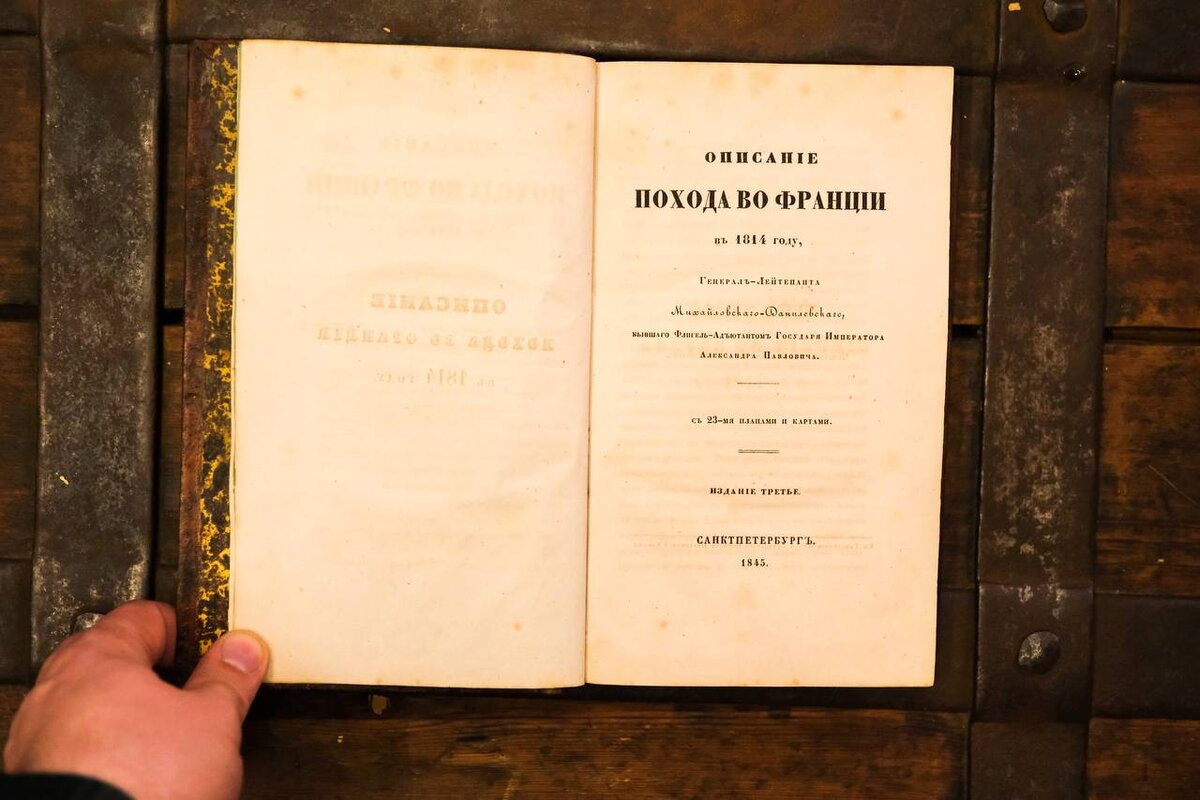 ОПИСАНІЕ
ПОХОДА ВО ФРАНЦІИ
въ 1814 году,
Генералъ-Лейтенанта
Михайловскаго-Данилевскаго,
бывшаго Флигель-Адъютантомъ Государя Императора
Александра Павловича.
съ 23-мя планами и картами.
ИЗДАНІЕ ТРЕТЬЕ.
САНКТПЕТЕРБУРГЪ.
1845.